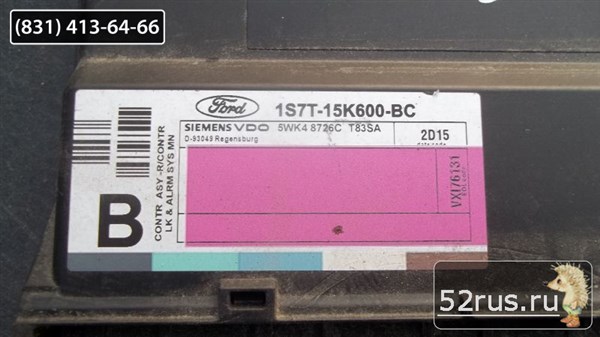 (831) 413-64-66
Ford
1S7T-15K600-BC
SIEMENS VDO 5WK4 8726C T83SA
D-93049 Regensburg
2D15
CONTR ASY -R/CONTR
LK & ALRM SYS MN
B
VXI76131
52rus.ru